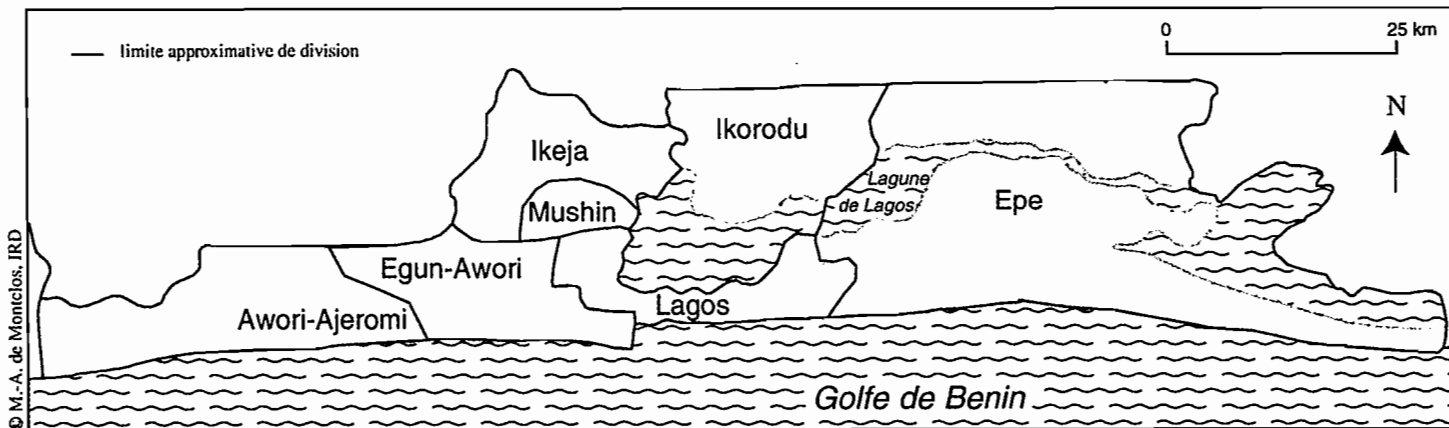 limite approximative de division
0
25 km
N
Ikeja
Ikorodu
Mushin
Lagune
de Lagos
Epe
Egun-Awori
Lagos
Awori-Ajeromi
Golfe de Benin
© M.-A. de Montclos, IRD